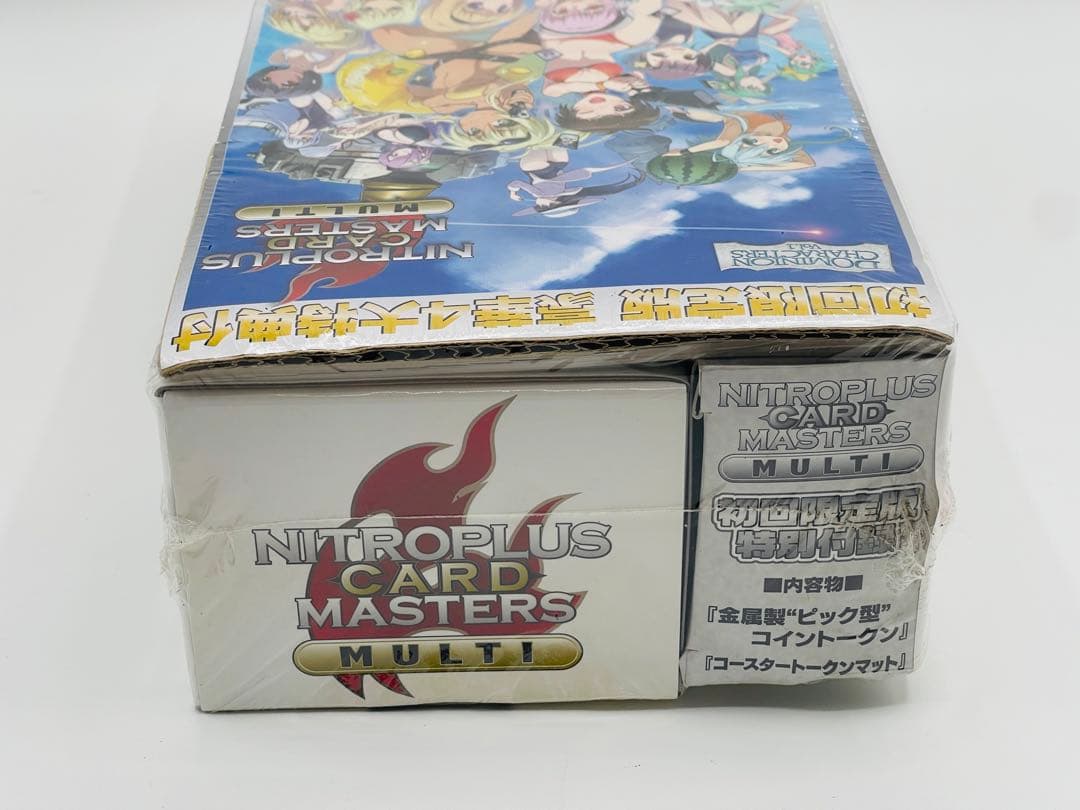 NITROPLUS
CARD
MASTERS
MULTI
DOMINION
CHARACTERS
Vol.1
初回限定版 豪華4大特典付
NITROPLUS
CARD
MASTERS
MULTI
NITROPLUS
CARD
MASTERS
MULTI
初回限定版
特別付録
■内容物■
『金属製“ピック型”
コイントークン』
『コースタートークンマット』